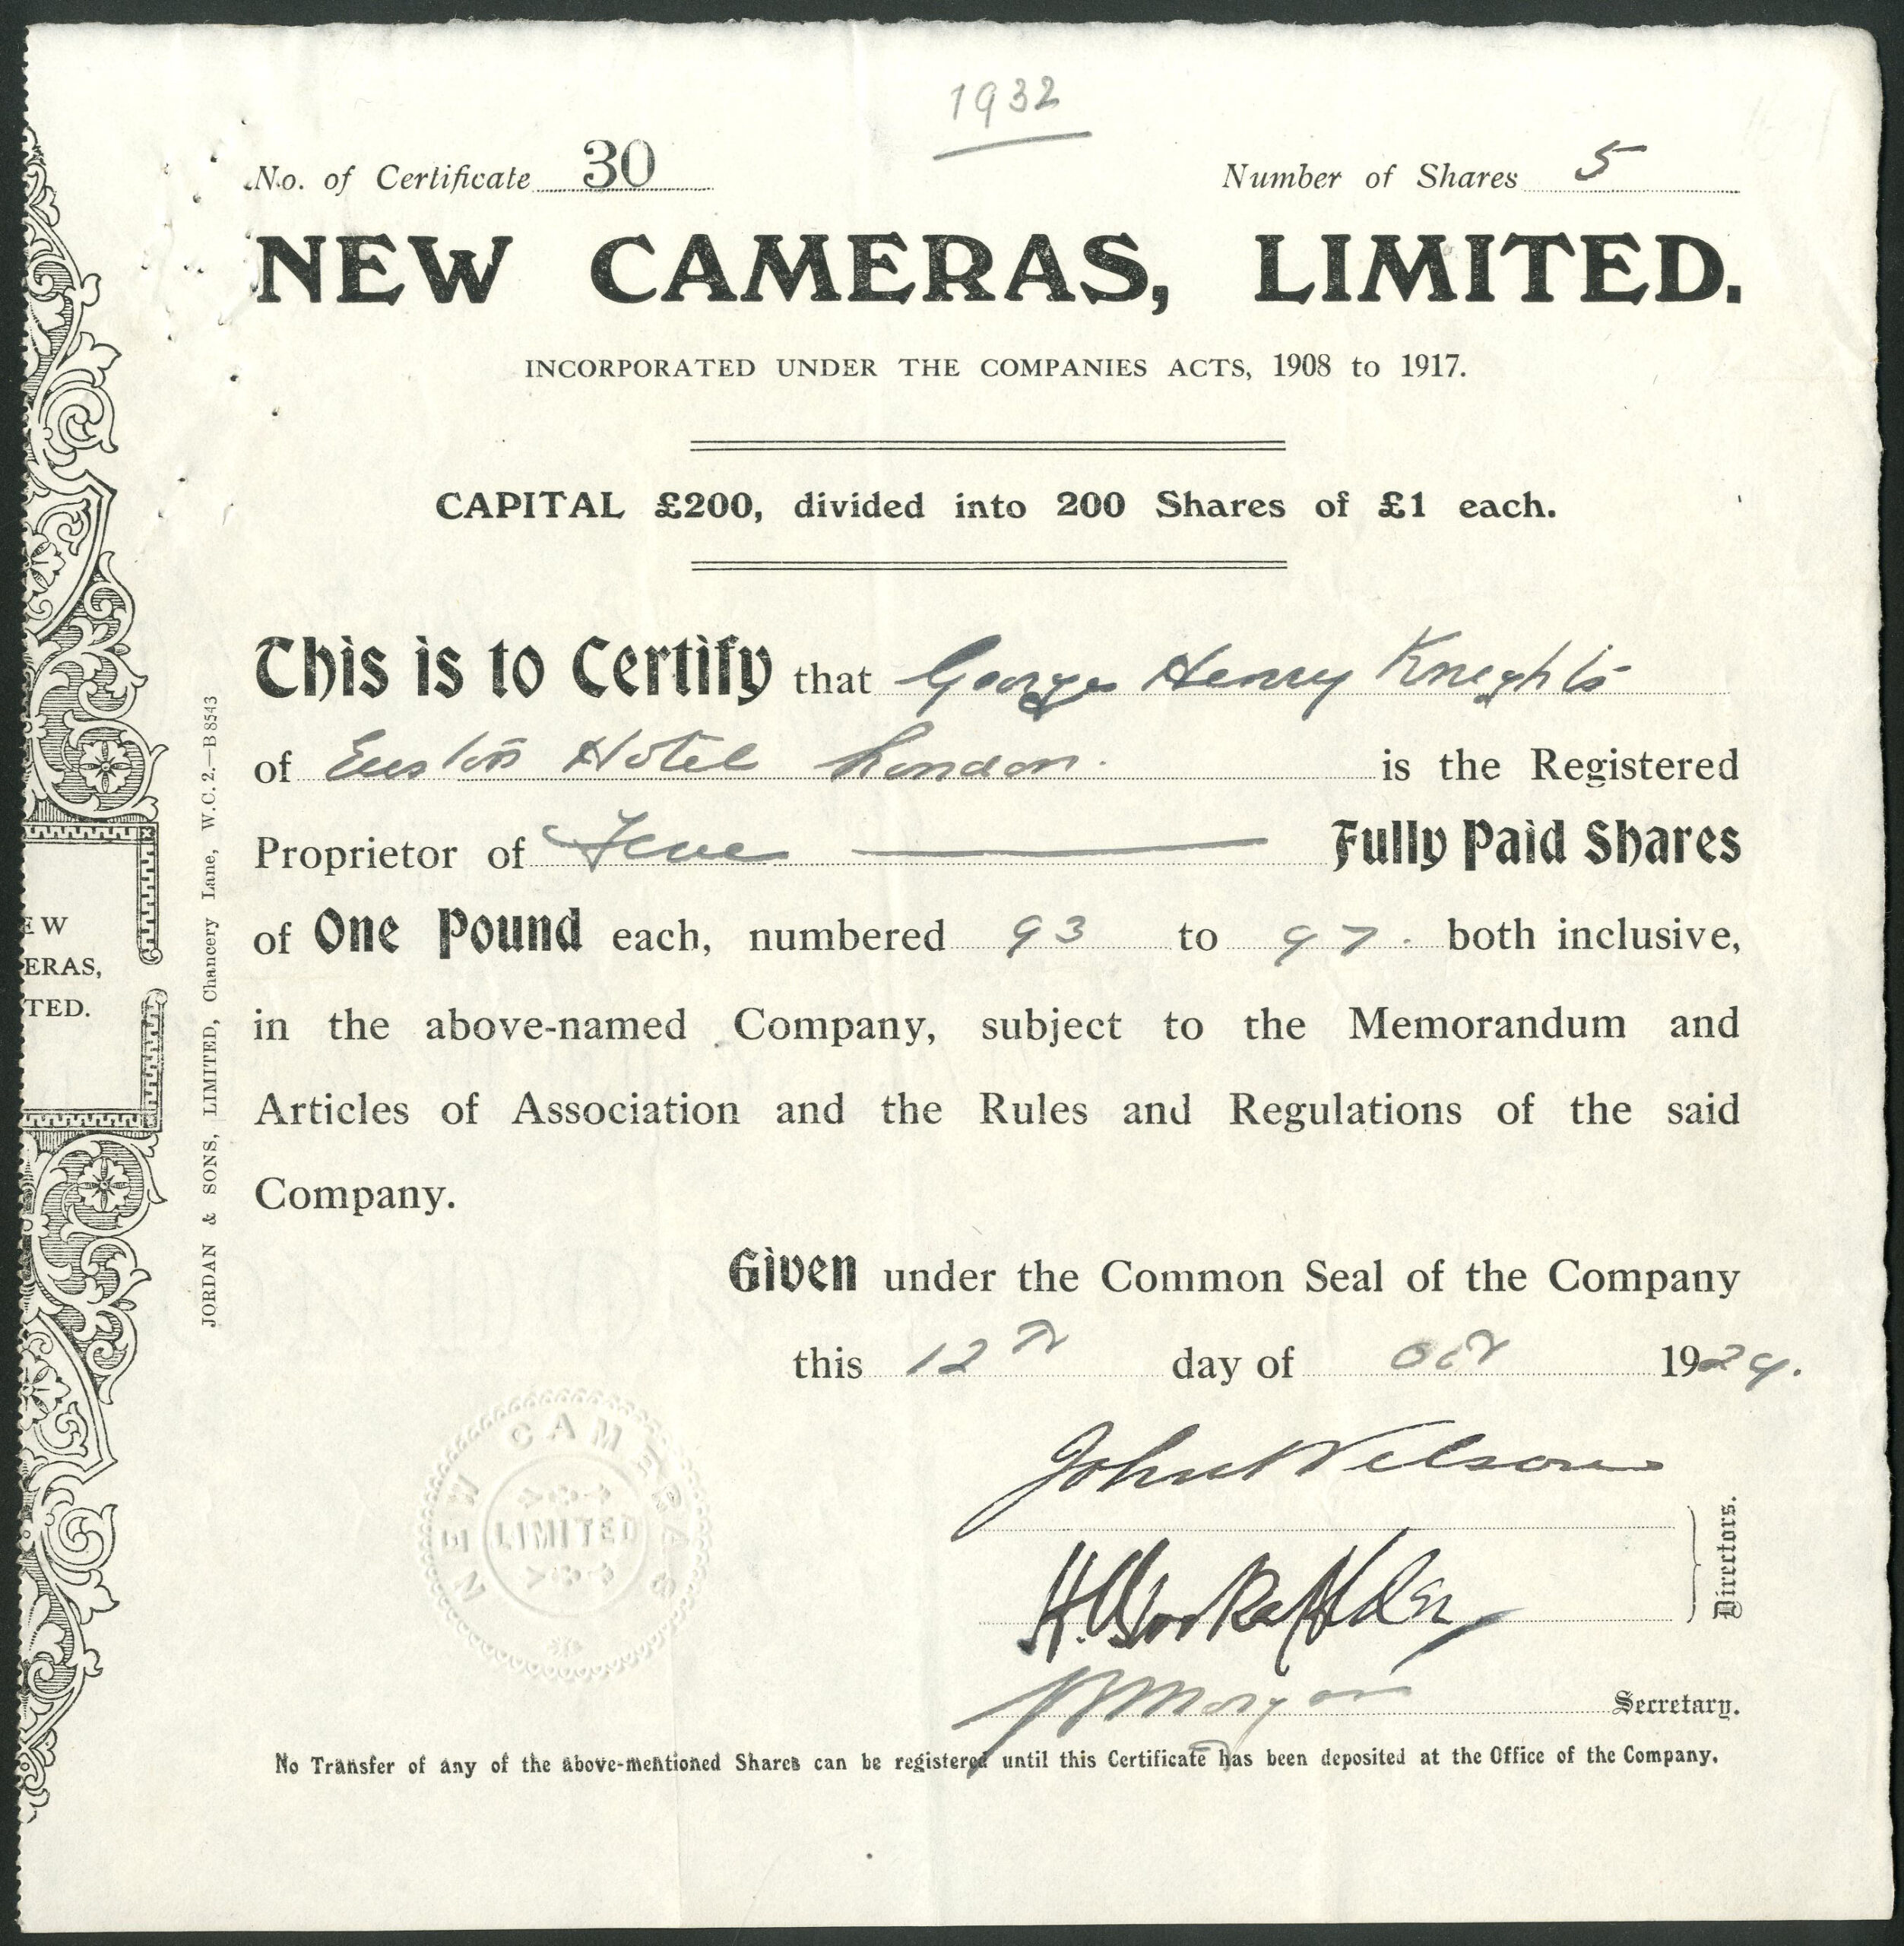 1932
No. of Certificate 30 Number of Shares 5
NEW CAMERAS, LIMITED.
INCORPORATED UNDER THE COMPANIES ACTS, 1908 to 1917.
CAPITAL £200, divided into 200 Shares of £1 each.
This is to Certify that George Henry Knights
of Euston Hotel London. is the Registered
Proprietor of Five Fully Paid Shares
of One Pound each, numbered 93 to 97. both inclusive,
in the above-named Company, subject to the Memorandum and
Articles of Association and the Rules and Regulations of the said
Company.
Given under the Common Seal of the Company
this 12th day of Oct 1929.
John Wilson
Directors.
Morgan Secretary.
No Transfer of any of the above-mentioned Shares can be registered until this Certificate has been deposited at the Office of the Company.
NEW CAMERAS
LIMITED
EW
ERAS,
TED.
JORDAN & SONS, LIMITED, Chancery Lane, W.C.2.—B8543